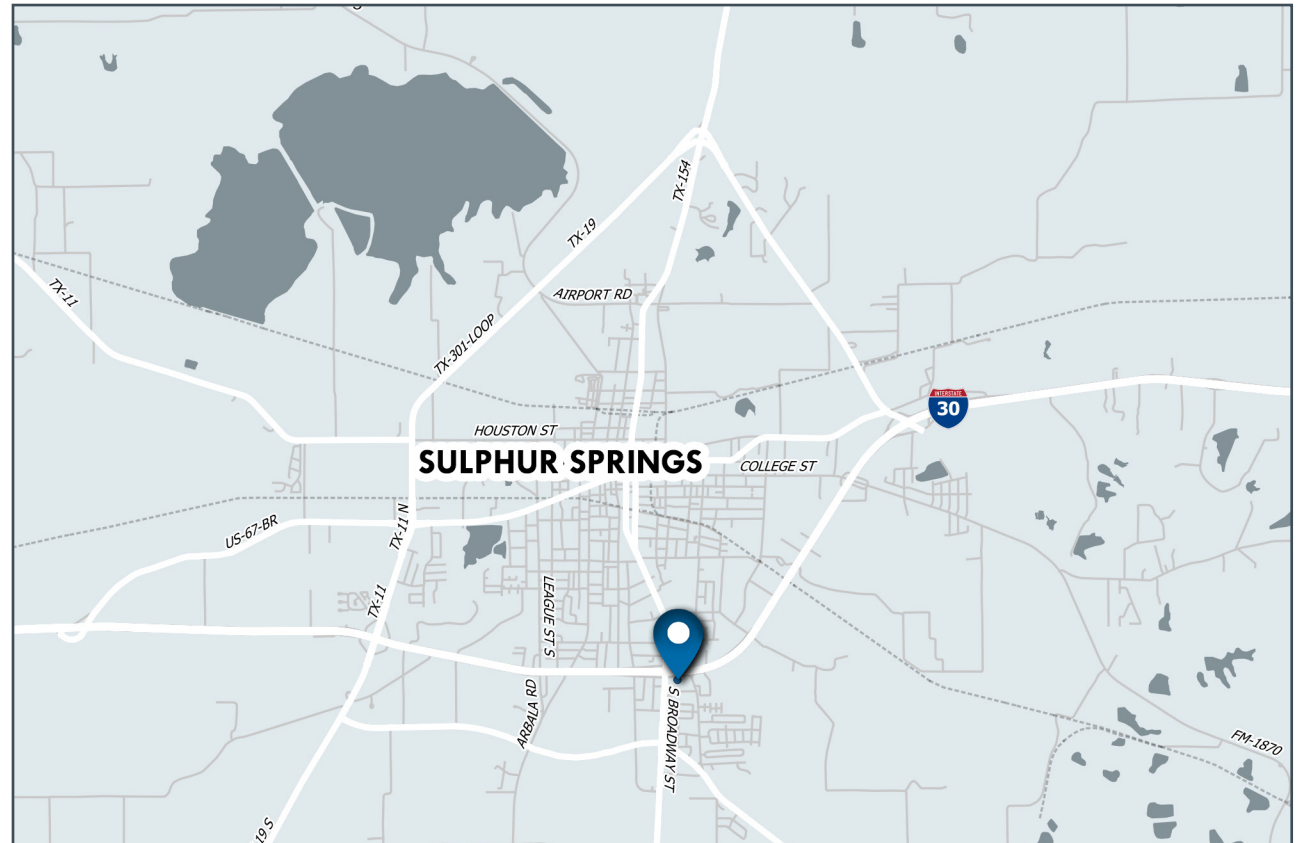 TX-154
TX-19
AIRPORT RD
TX-11
TX-301-LOOP
INTERSTATE
30
HOUSTON ST
SULPHUR SPRINGS
COLLEGE ST
US-67-BR
TX-11 N
TX-11
LEAGUE ST S
ARBALA RD
S BROADWAY ST
FM-1870
19 S